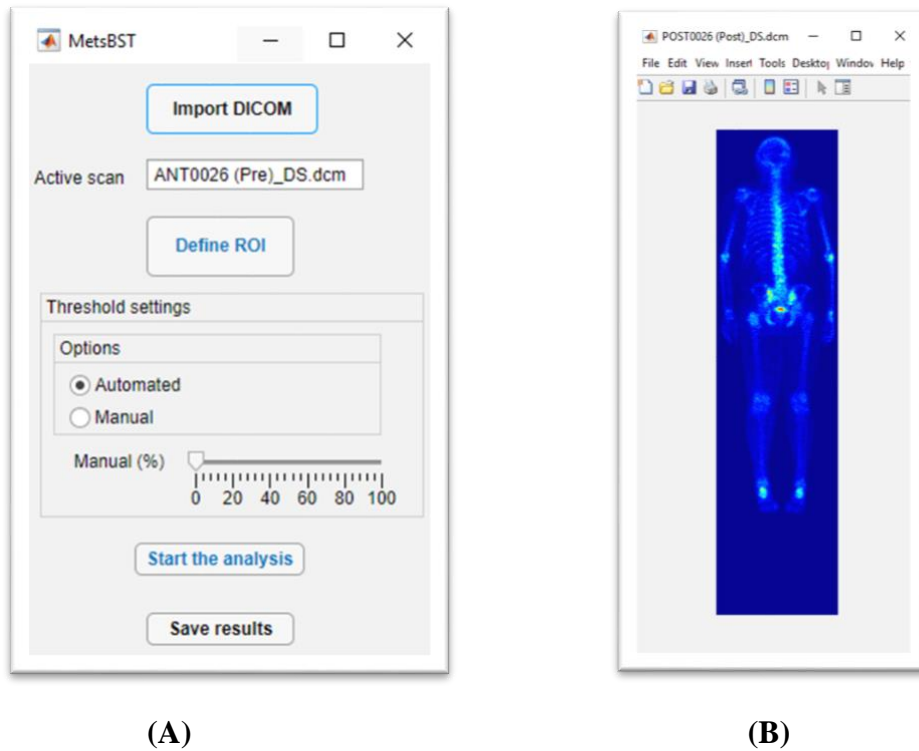 MetsBST
Import DICOM
Active scan ANT0026 (Pre)_DS.dcm
Define ROI
Threshold settings
Options
Automated
Manual
Manual (%)
0 20 40 60 80 100
Start the analysis
Save results
(A)
POST0026 (Post)_DS.dcm
File Edit View Insert Tools Desktop Window Help
(B)